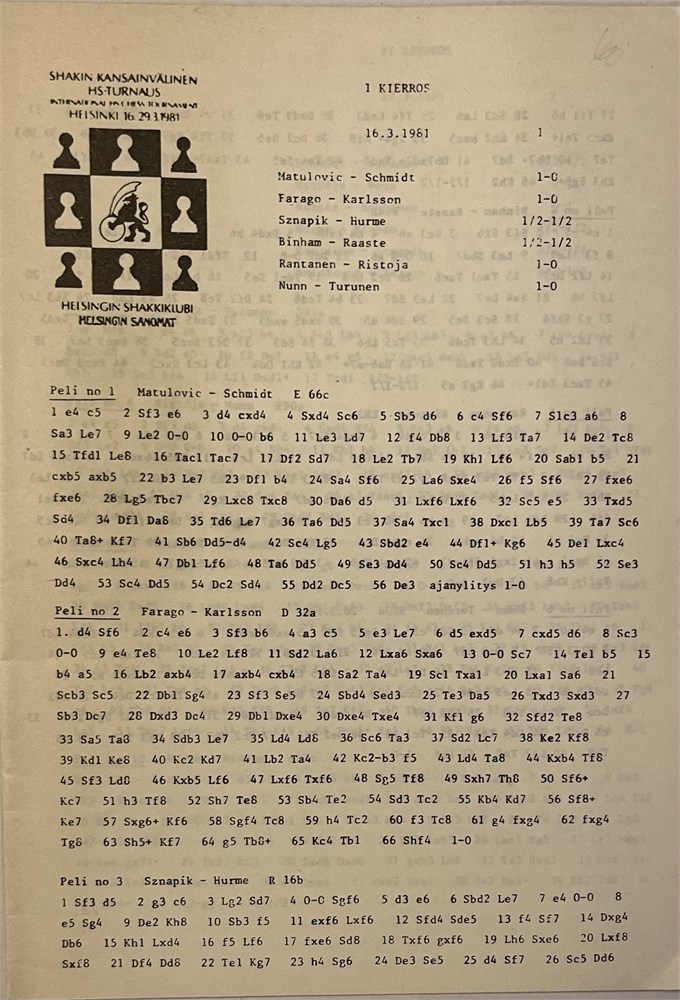 SHAKIN KANSAINVÄLINEN
HS-TURNAUS
INTERNATIONAL HS CHESS TOURNAMENT
HELSINKI 16.29.3.1981
HELSINGIN SHAKKIKLUBI
HELSINGIN SANOMAT
1 KIERROS
16.3.1981 1
Matulovic - Schmidt 1-0
Farago - Karlsson 1-0
Sznapik - Hurme 1/2-1/2
Binham - Raaste 1/2-1/2
Rantanen - Ristoja 1-0
Nunn - Turunen 1-0
Peli no 1 Matulovic - Schmidt E 66c
1 e4 c5 2 Sf3 e6 3 d4 cxd4 4 Sxd4 Sc6 5 Sb5 d6 6 c4 Sf6 7 S1c3 a6 8
Sa3 Le7 9 Le2 0-0 10 0-0 b6 11 Le3 Ld7 12 f4 Db8 13 Lf3 Ta7 14 De2 Tc8
15 Tfd1 Le8 16 Tac1 Tac7 17 Df2 Sd7 18 Le2 Tb7 19 Kh1 Lf6 20 Sab1 b5 21
cxb5 axb5 22 b3 Le7 23 Df1 b4 24 Sa4 Sf6 25 La6 Sxe4 26 f5 Sf6 27 fxe6
fxe6 28 Lg5 Tbc7 29 Lxc8 Txc8 30 Da6 d5 31 Lxf6 Lxf6 32 Sc5 e5 33 Txd5
Sd4 34 Df1 Da8 35 Td6 Le7 36 Ta6 Dd5 37 Sa4 Txc1 38 Dxc1 Lb5 39 Ta7 Sc6
40 Ta8+ Kf7 41 Sb6 Dd5-d4 42 Sc4 Lg5 43 Sbd2 e4 44 Df1+ Kg6 45 De1 Lxc4
46 Sxc4 Lh4 47 Db1 Lf6 48 Ta6 Dd5 49 Se3 Dd4 50 Sc4 Dd5 51 h3 h5 52 Se3
Dd4 53 Sc4 Dd5 54 Dc2 Sd4 55 Dd2 Dc5 56 De3 ajanylitys 1-0
Peli no 2 Farago - Karlsson D 32a
1. d4 Sf6 2 c4 e6 3 Sf3 b6 4 a3 c5 5 e3 Le7 6 d5 exd5 7 cxd5 d6 8 Sc3
0-0 9 e4 Te8 10 Le2 Lf8 11 Sd2 La6 12 Lxa6 Sxa6 13 0-0 Sc7 14 Te1 b5 15
b4 a5 16 Lb2 axb4 17 axb4 cxb4 18 Sa2 Ta4 19 Sc1 Txa1 20 Lxa1 Sa6 21
Scb3 Sc5 22 Db1 Sg4 23 Sf3 Se5 24 Sbd4 Sed3 25 Te3 Da5 26 Txd3 Sxd3 27
Sb3 Dc7 28 Dxd3 Dc4 29 Db1 Dxe4 30 Dxe4 Txe4 31 Kf1 g6 32 Sfd2 Te8
33 Sa5 Ta8 34 Sdb3 Le7 35 Ld4 Ld8 36 Sc6 Ta3 37 Sd2 Lc7 38 Ke2 Kf8
39 Kd1 Ke8 40 Kc2 Kd7 41 Lb2 Ta4 42 Kc2-b3 f5 43 Ld4 Ta8 44 Kxb4 Tf8
45 Sf3 Ld8 46 Kxb5 Lf6 47 Lxf6 Txf6 48 Sg5 Tf8 49 Sxh7 Th8 50 Sf6+
Kc7 51 h3 Tf8 52 Sh7 Te8 53 Sb4 Te2 54 Sd3 Tc2 55 Kb4 Kd7 56 Sf8+
Ke7 57 Sxg6+ Kf6 58 Sgf4 Tc8 59 h4 Tc2 60 f3 Tc8 61 g4 fxg4 62 fxg4
Tg8 63 Sh5+ Kf7 64 g5 Tb8+ 65 Kc4 Tb1 66 Shf4 1-0
Peli no 3 Sznapik - Hurme R 16b
1 Sf3 d5 2 g3 c6 3 Lg2 Sd7 4 0-0 Sgf6 5 d3 e6 6 Sbd2 Le7 7 e4 0-0 8
e5 Sg4 9 De2 Kh8 10 Sb3 f5 11 exf6 Lxf6 12 Sfd4 Sde5 13 f4 Sf7 14 Dxg4
Db6 15 Kh1 Lxd4 16 f5 Lf6 17 fxe6 Sd8 18 Txf6 gxf6 19 Lh6 Sxe6 20 Lxf8
Sxf8 21 Df4 Dd8 22 Te1 Kg7 23 h4 Sg6 24 De3 Se5 25 d4 Sf7 26 Sc5 Dd6